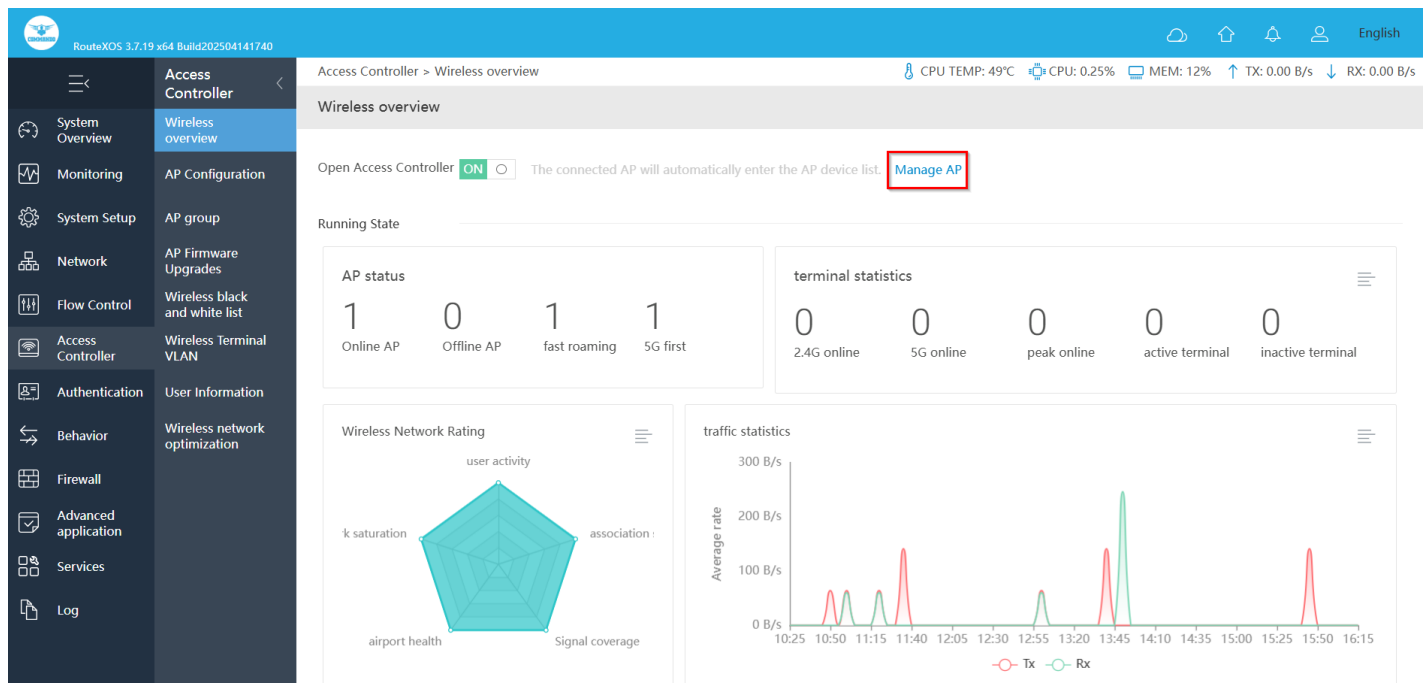 COMMANDO
RouteXOS 3.7.19 x64 Build202504141740
English
System
Overview
Monitoring
System Setup
Network
Flow Control
Access
Controller
Authentication
Behavior
Firewall
Advanced
application
Services
Log
Access
Controller
Wireless
overview
AP Configuration
AP group
AP Firmware
Upgrades
Wireless black
and white list
Wireless Terminal
VLAN
User Information
Wireless network
optimization
Access Controller > Wireless overview
CPU TEMP: 49℃ CPU: 0.25% MEM: 12% TX: 0.00 B/s RX: 0.00 B/s
Wireless overview
Open Access Controller ON The connected AP will automatically enter the AP device list. Manage AP
Running State
AP status
1 0 1 1
Online AP Offline AP fast roaming 5G first
terminal statistics
0 0 0 0 0
2.4G online 5G online peak online active terminal inactive terminal
Wireless Network Rating
user activity
k saturation association
airport health Signal coverage
traffic statistics
Average rate
300 B/s
200 B/s
100 B/s
0 B/s
10:25 10:50 11:15 11:40 12:05 12:30 12:55 13:20 13:45 14:10 14:35 15:00 15:25 15:50 16:15
Tx Rx